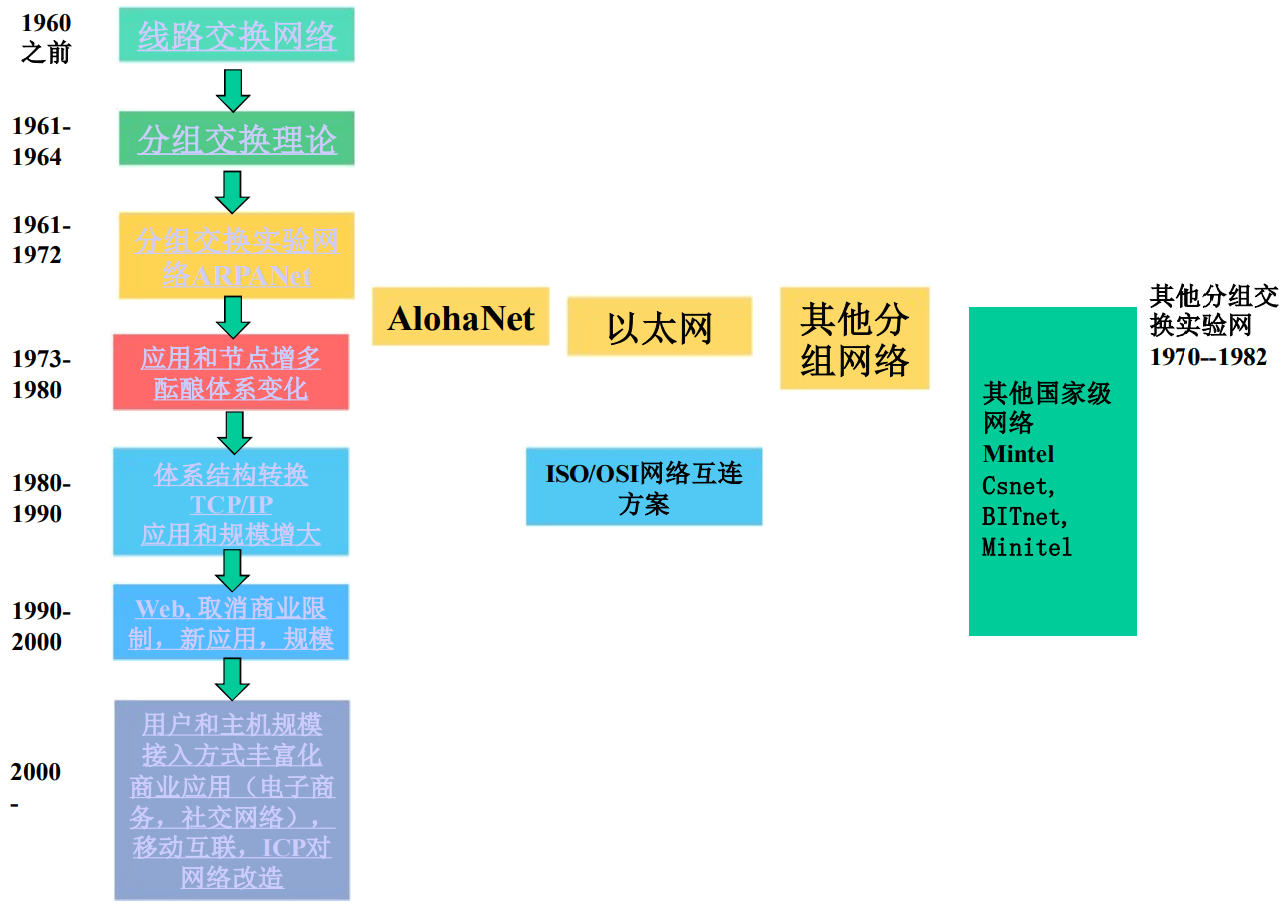 1960
之前
线路交换网络
1961-
1964
分组交换理论
1961-
1972
分组交换实验网
络ARPANet
AlohaNet
以太网
其他分
组网络
其他分组交
换实验网
1970--1982
1973-
1980
应用和节点增多
酝酿体系变化
其他国家级
网络
Mintel
Csnet,
BITnet,
Minitel
1980-
1990
体系结构转换
TCP/IP
应用和规模增大
ISO/OSI网络互连
方案
1990-
2000
Web, 取消商业限
制，新应用，规模
2000
-
用户和主机规模
接入方式丰富化
商业应用（电子商
务，社交网络），
移动互联，ICP对
网络改造